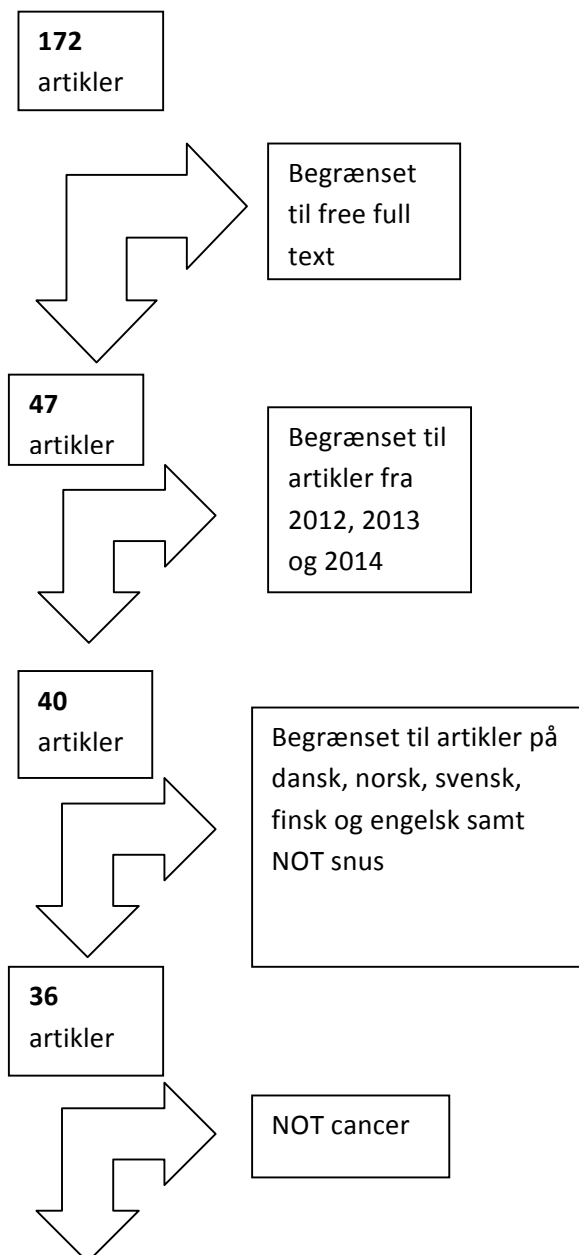 172
artikler
Begrænset
til free full
text
47
artikler
Begrænset til
artikler fra
2012, 2013
og 2014
40
artikler
Begrænset til artikler på
dansk, norsk, svensk,
finsk og engelsk samt
NOT snus
36
artikler
NOT cancer